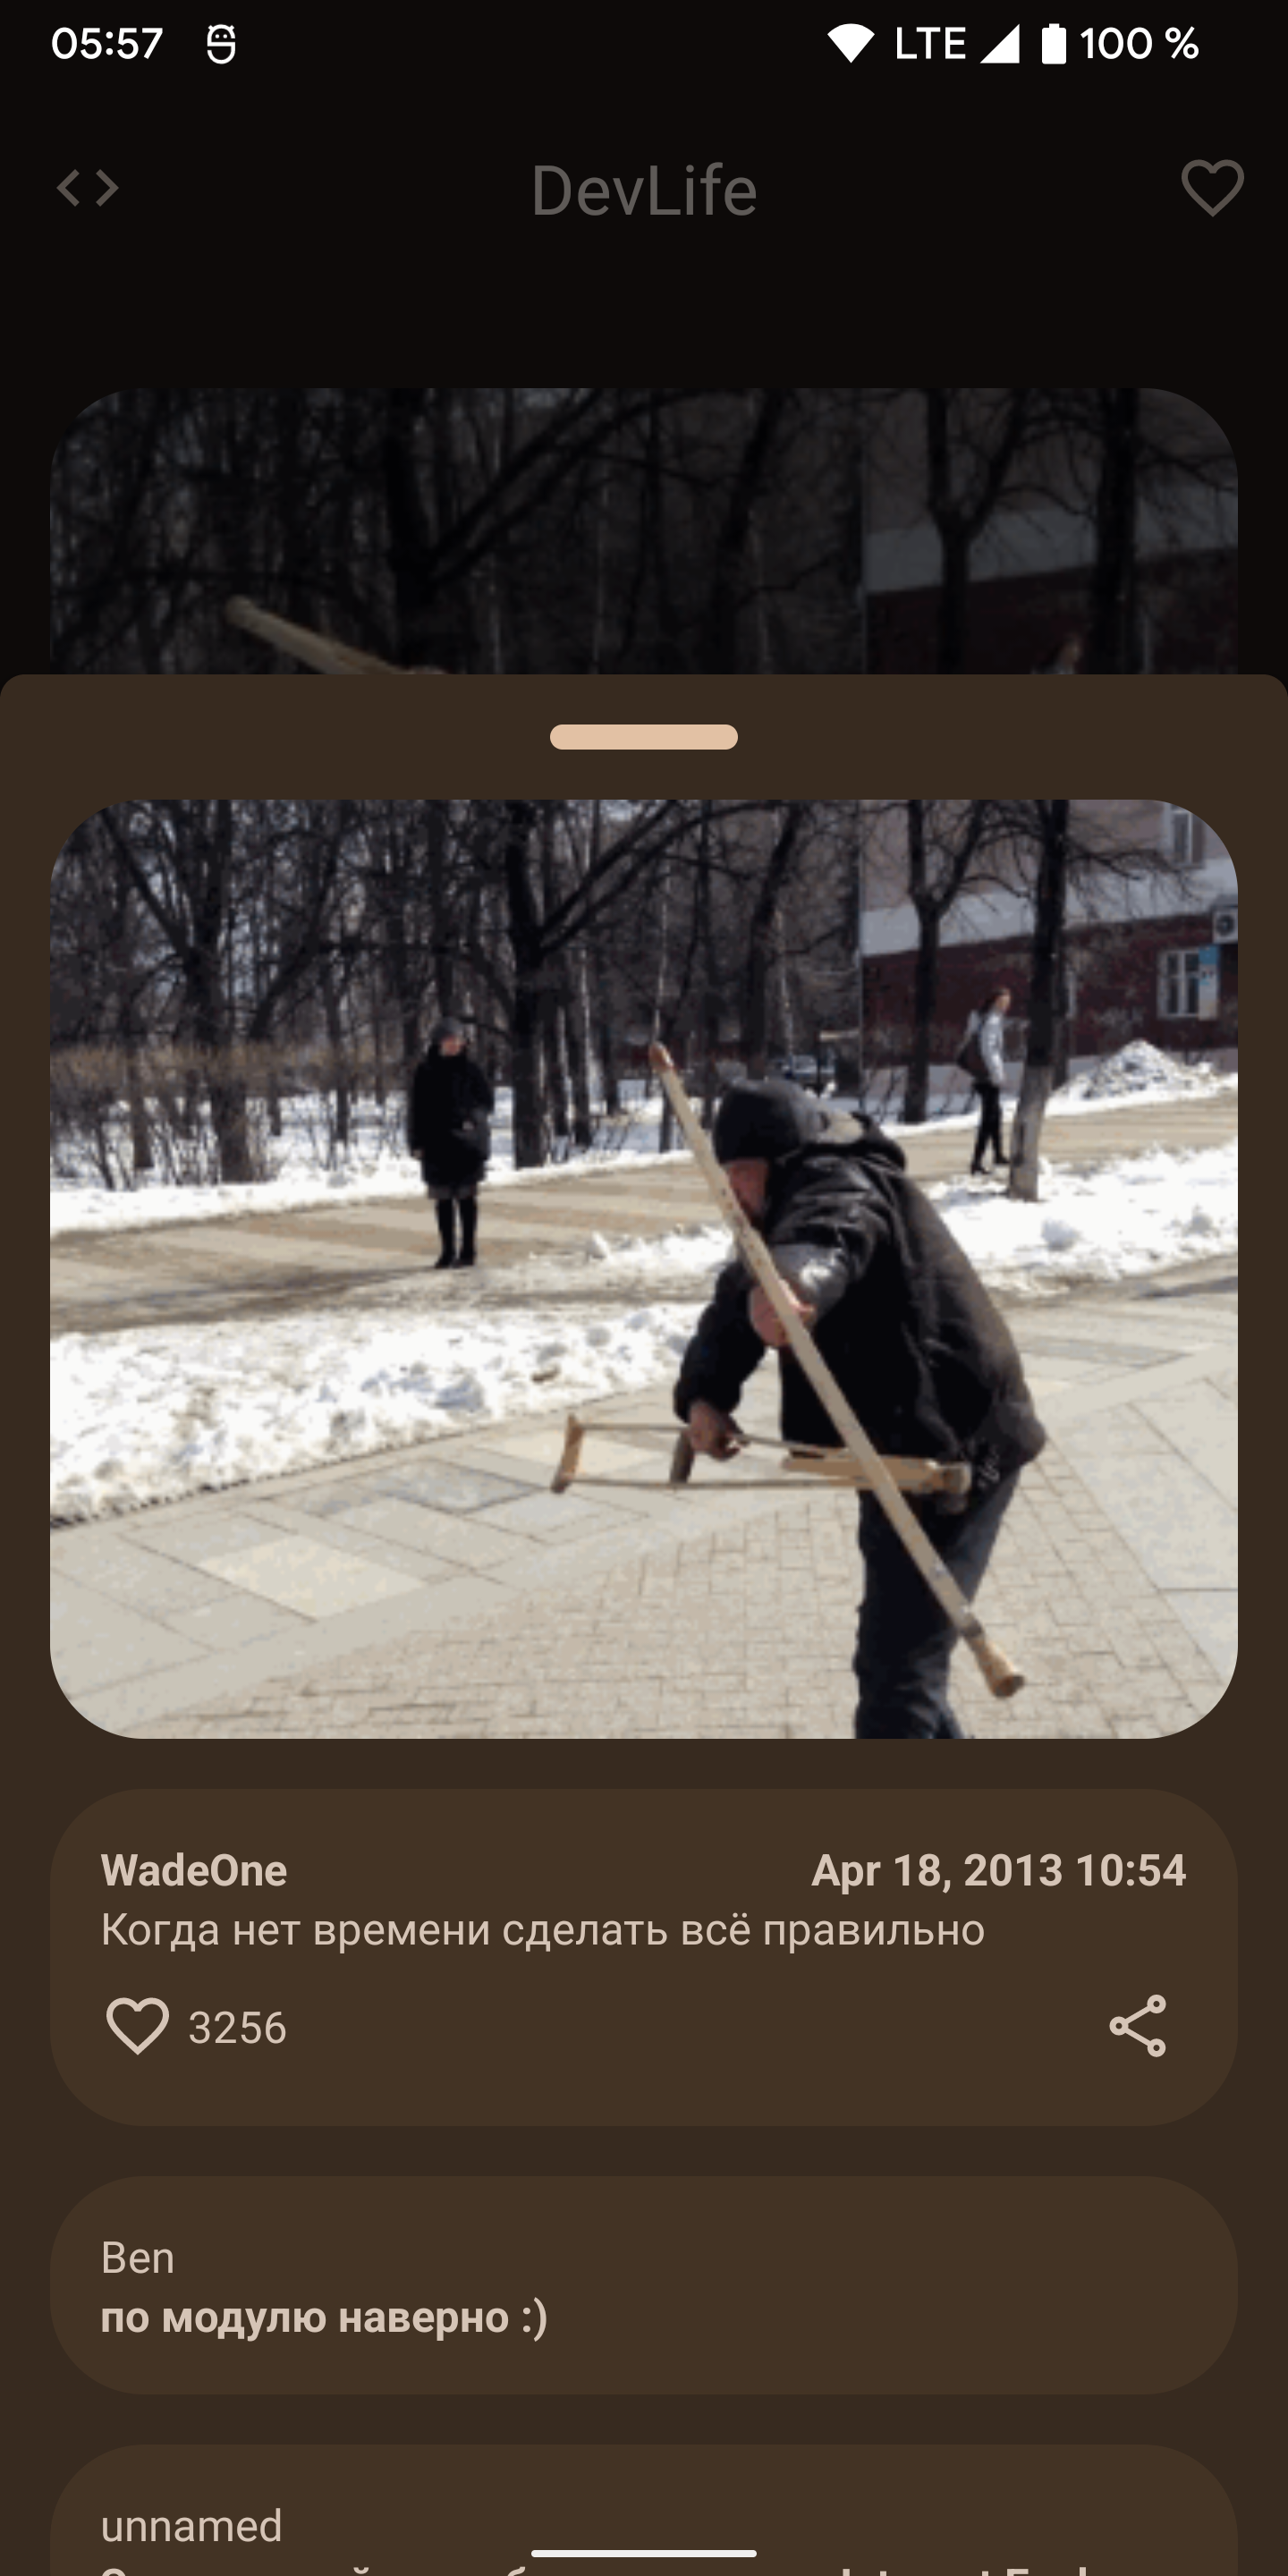 05:57 LTE 100 %
DevLife
WadeOne Apr 18, 2013 10:54
Когда нет времени сделать всё правильно
3256
Ben
по модулю наверно :)
unnamed